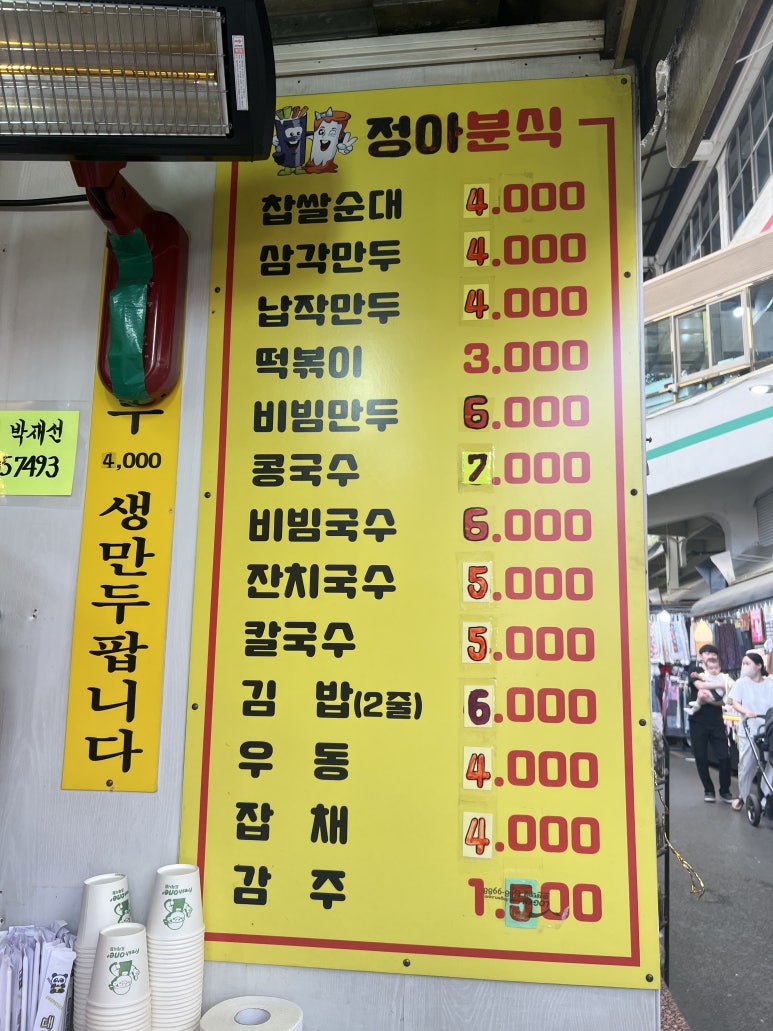 정아분식
찹쌀순대 4.000
삼각만두 4.000
납작만두 4.000
떡볶이 3.000
비빔만두 6.000
콩국수 7.000
비빔국수 6.000
잔치국수 5.000
칼국수 5.000
김 밥(2줄) 6.000
우 동 4.000
잡 채 4.000
감 주 1.500
박재선
57493
4,000
생만두팝니다
Freshone
Freshone
Freshone